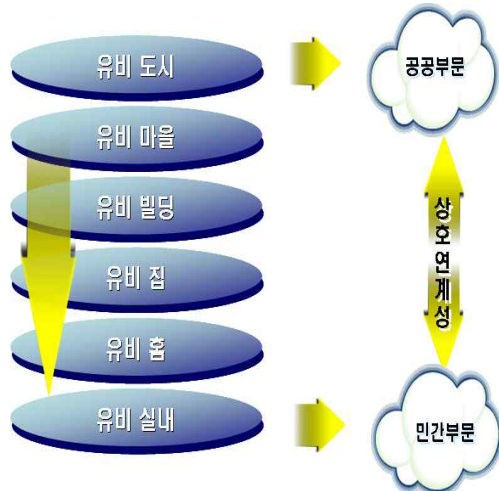 유비 도시
공공부문
유비 마을
유비 빌딩
상호연계성
유비 집
유비 홈
유비 실내
민간부문